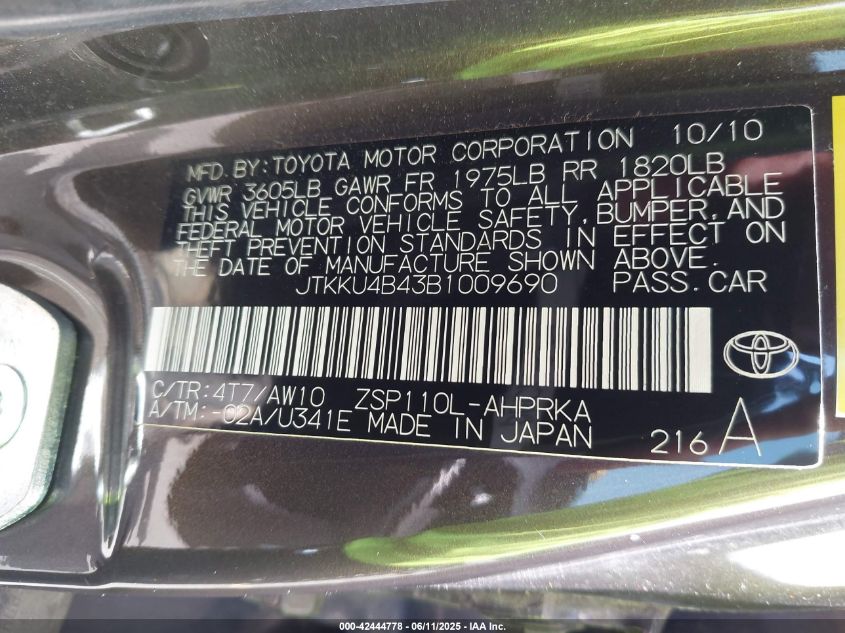 MFD. BY: TOYOTA MOTOR CORPORATION 10/10
GVWR 3605LB GAWR FR 1975LB RR 1820LB
THIS VEHICLE CONFORMS TO ALL APPLICABLE
FEDERAL MOTOR VEHICLE SAFETY, BUMPER, AND
THEFT PREVENTION STANDARDS IN EFFECT ON
THE DATE OF MANUFACTURE SHOWN ABOVE.
JTKKU4B43B1009690 PASS. CAR
C/TR: 4T7/AW10 ZSP110L-AHPRKA
A/TM: -02A/U341E MADE IN JAPAN
216 A
000-42444778 - 06/11/2025 - IAA Inc.